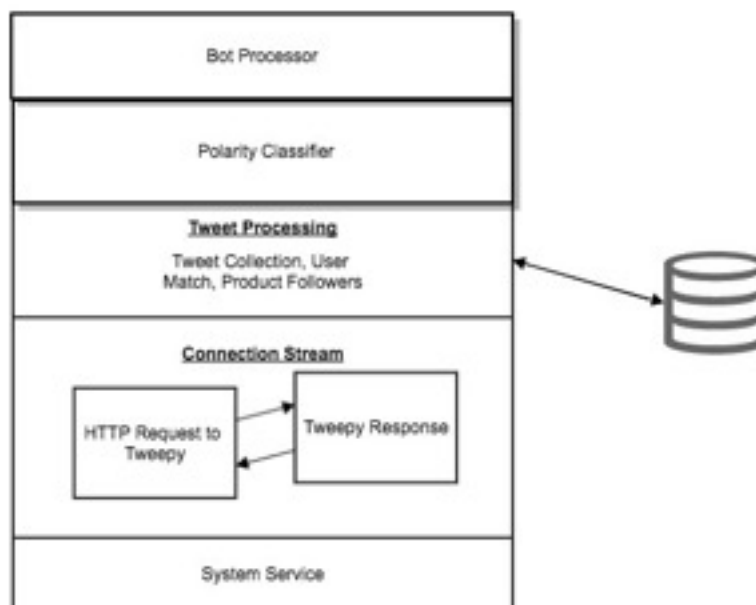 Bot Processor
Polarity Classifier
Tweet Processing
Tweet Collection, User
Match, Product Followers
Connection Stream
HTTP Request to
Tweepy
Tweepy Response
System Service